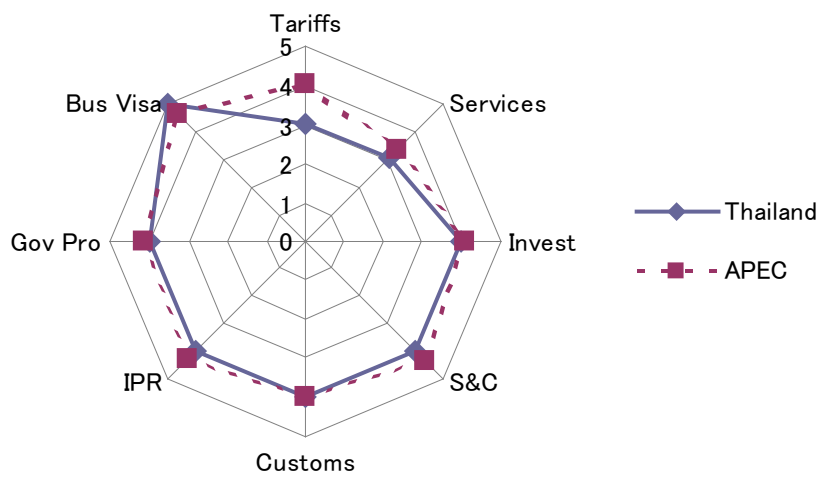 Tariffs
5
4
3
2
1
0
Services
Invest
S&C
Customs
IPR
Gov Pro
Bus Visa
Thailand
APEC